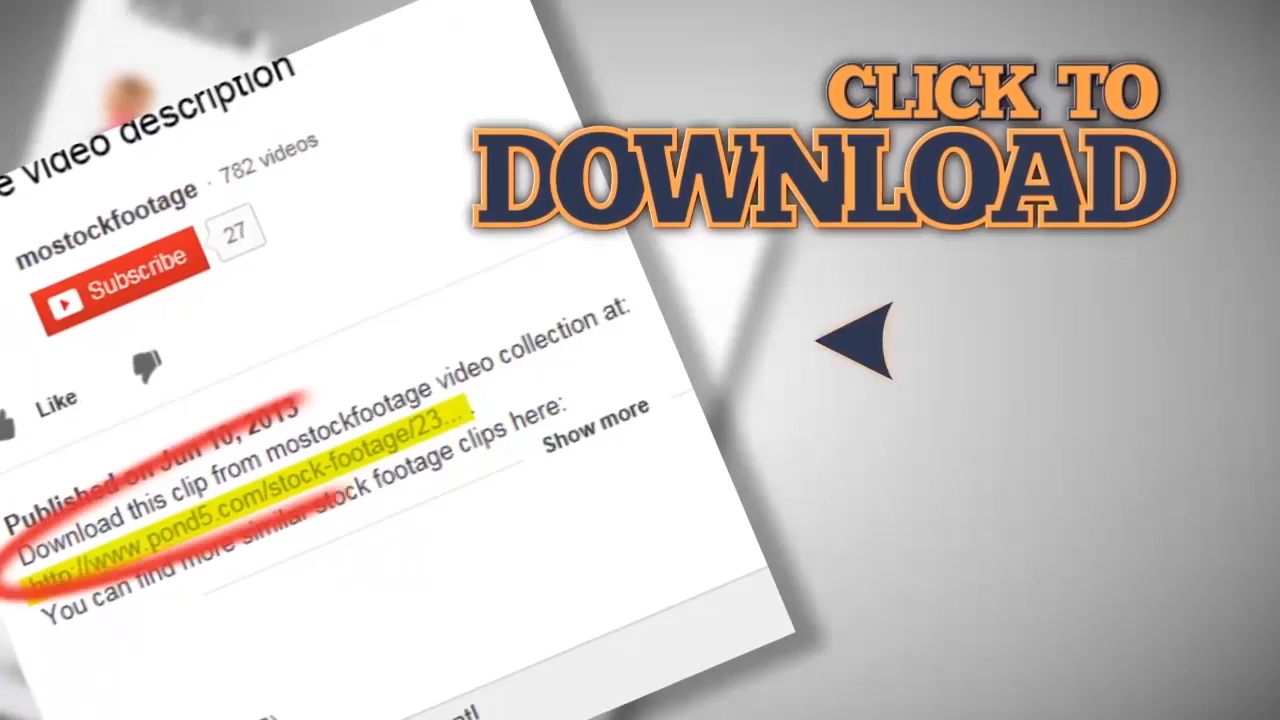 CLICK TO
DOWNLOAD
e video description
mostockfootage · 782 videos
Subscribe 27
Like
Published on Jun 10, 2013
Download this clip from mostockfootage video collection at:
http://www.pond5.com/stock-footage/23... .
You can find more similar stock footage clips here:
Show more